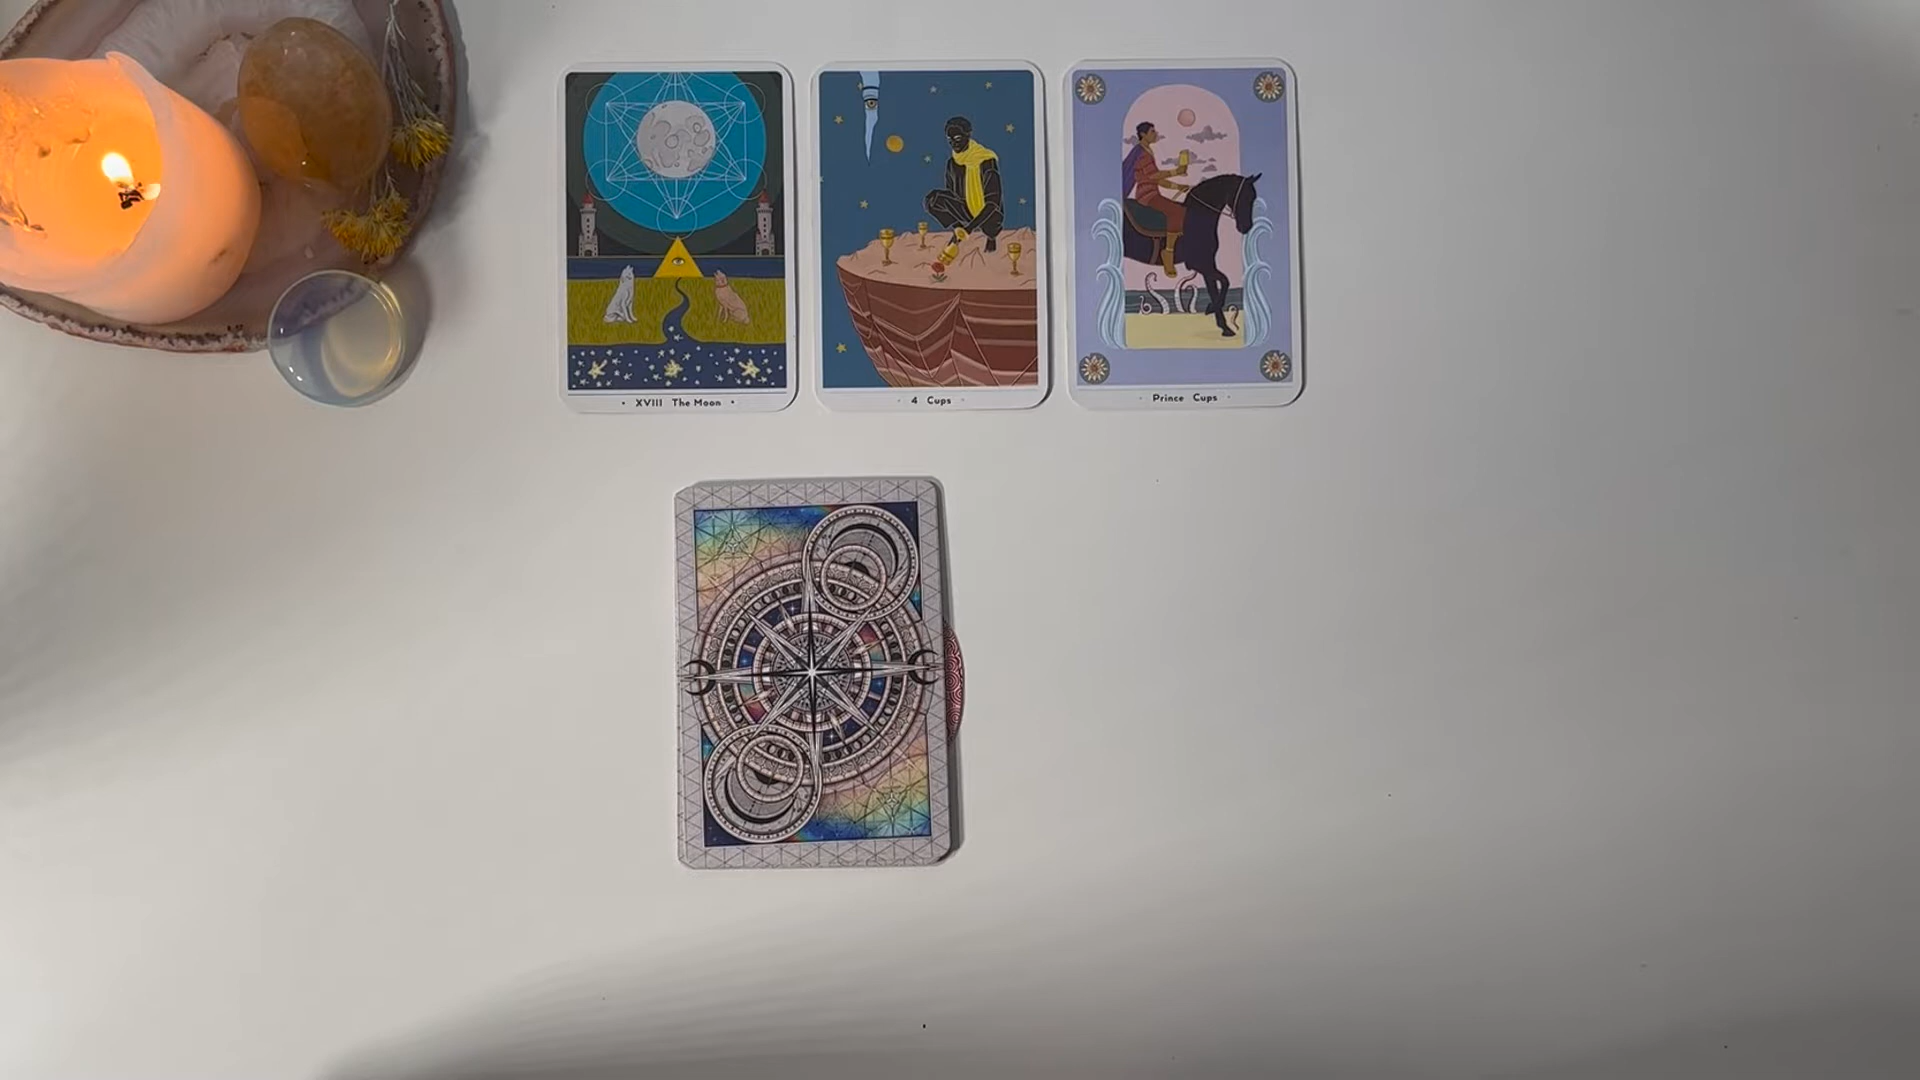 • XVIII The Moon •
· 4 Cups ·
· Prince Cups ·